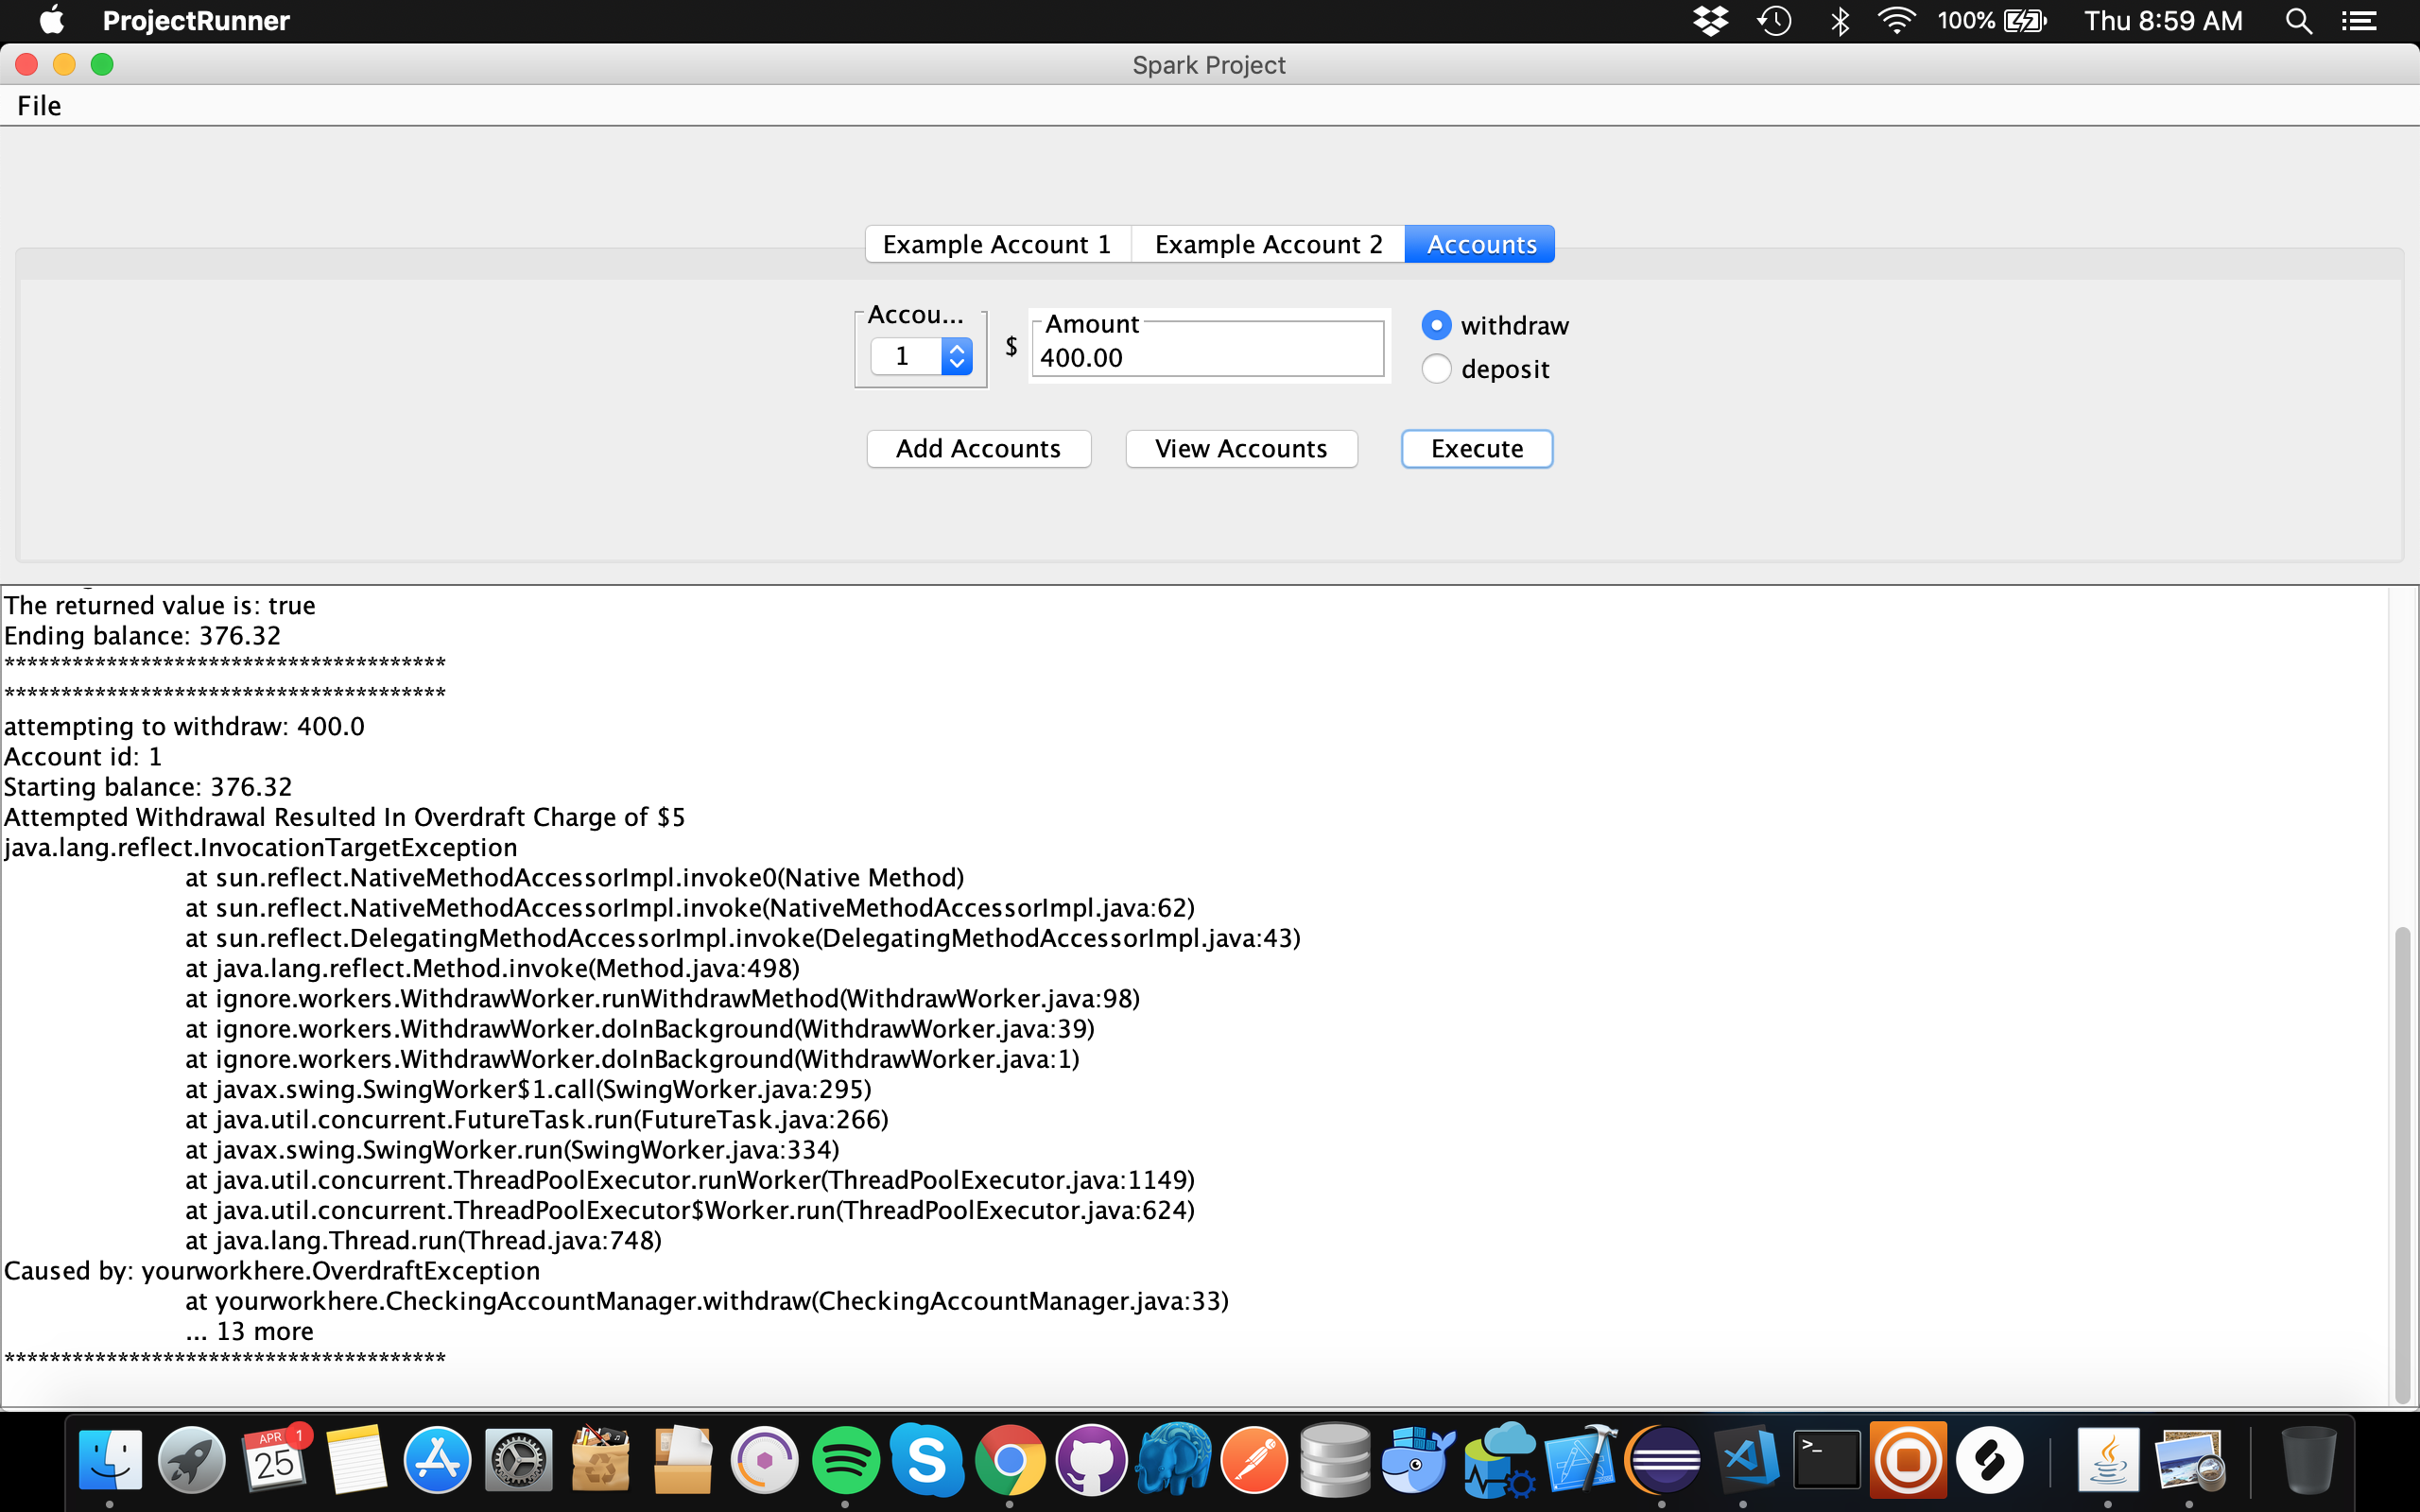 ProjectRunner
100%
Thu 8:59 AM
Spark Project
File
Example Account 1
Example Account 2
Accounts
Accou...
1
$
Amount
400.00
withdraw
deposit
Add Accounts
View Accounts
Execute
The returned value is: true
Ending balance: 376.32
***************************************
***************************************
attempting to withdraw: 400.0
Account id: 1
Starting balance: 376.32
Attempted Withdrawal Resulted In Overdraft Charge of $5
java.lang.reflect.InvocationTargetException
at sun.reflect.NativeMethodAccessorImpl.invoke0(Native Method)
at sun.reflect.NativeMethodAccessorImpl.invoke(NativeMethodAccessorImpl.java:62)
at sun.reflect.DelegatingMethodAccessorImpl.invoke(DelegatingMethodAccessorImpl.java:43)
at java.lang.reflect.Method.invoke(Method.java:498)
at ignore.workers.WithdrawWorker.runWithdrawMethod(WithdrawWorker.java:98)
at ignore.workers.WithdrawWorker.doInBackground(WithdrawWorker.java:39)
at ignore.workers.WithdrawWorker.doInBackground(WithdrawWorker.java:1)
at javax.swing.SwingWorker$1.call(SwingWorker.java:295)
at java.util.concurrent.FutureTask.run(FutureTask.java:266)
at javax.swing.SwingWorker.run(SwingWorker.java:334)
at java.util.concurrent.ThreadPoolExecutor.runWorker(ThreadPoolExecutor.java:1149)
at java.util.concurrent.ThreadPoolExecutor$Worker.run(ThreadPoolExecutor.java:624)
at java.lang.Thread.run(Thread.java:748)
Caused by: yourworkhere.OverdraftException
at yourworkhere.CheckingAccountManager.withdraw(CheckingAccountManager.java:33)
... 13 more
***************************************
APR
25
1